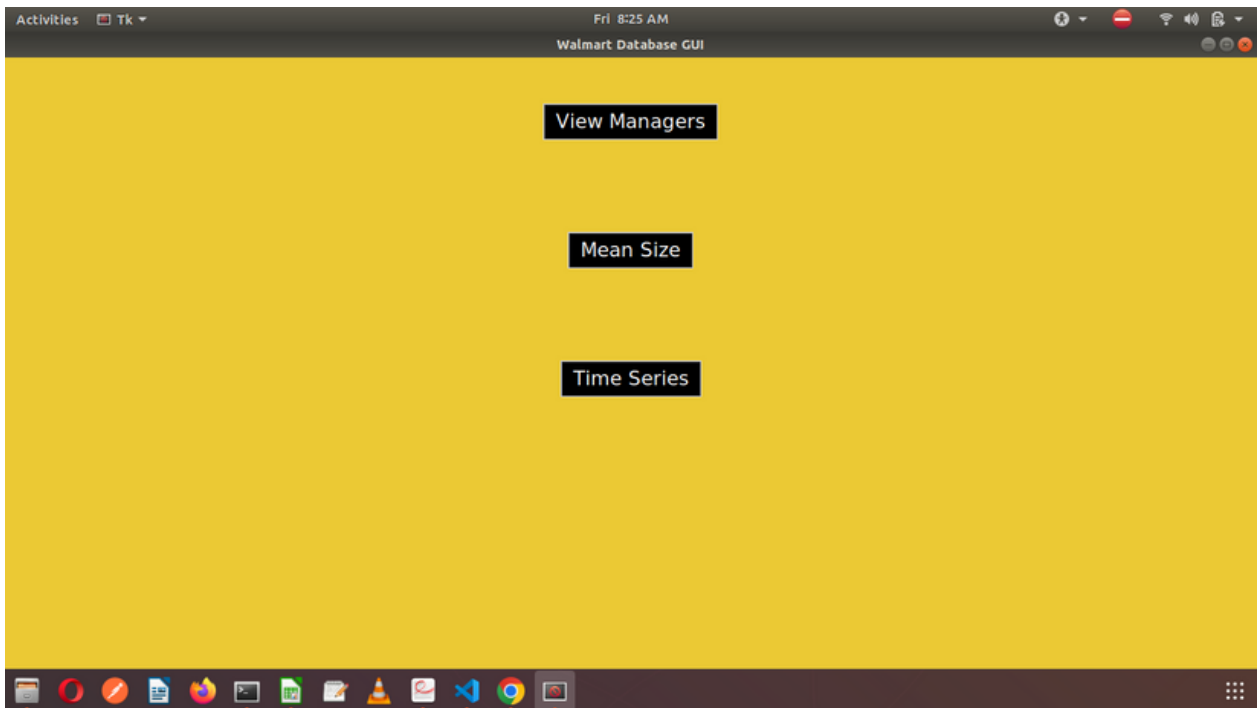 Activities Tk Fri 8:25 AM
Walmart Database GUI
View Managers
Mean Size
Time Series